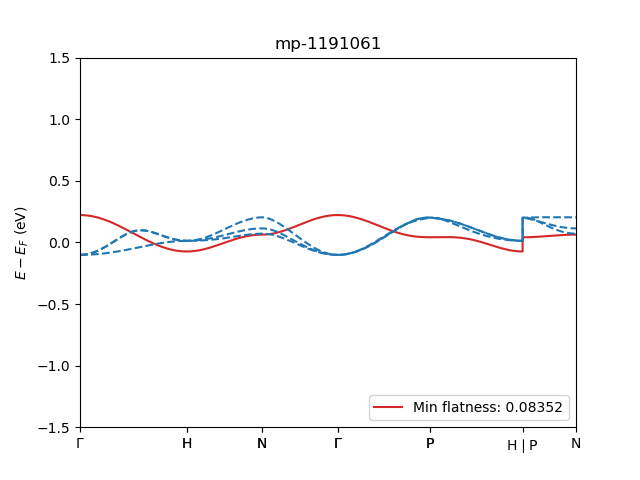 mp-1191061
E − E_F (eV)
1.5
1.0
0.5
0.0
−0.5
−1.0
−1.5
Min flatness: 0.08352
Γ H N Γ P H | P N